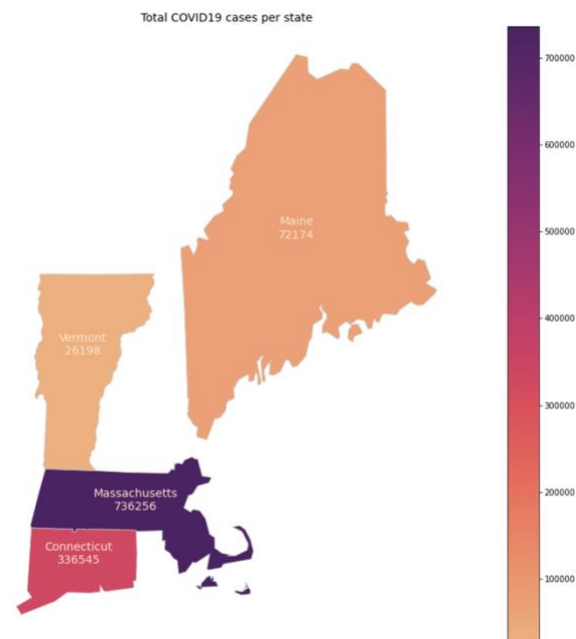 Total COVID19 cases per state
700000
600000
500000
400000
300000
200000
100000
Maine
72174
Vermont
26198
Massachusetts
736256
Connecticut
336545